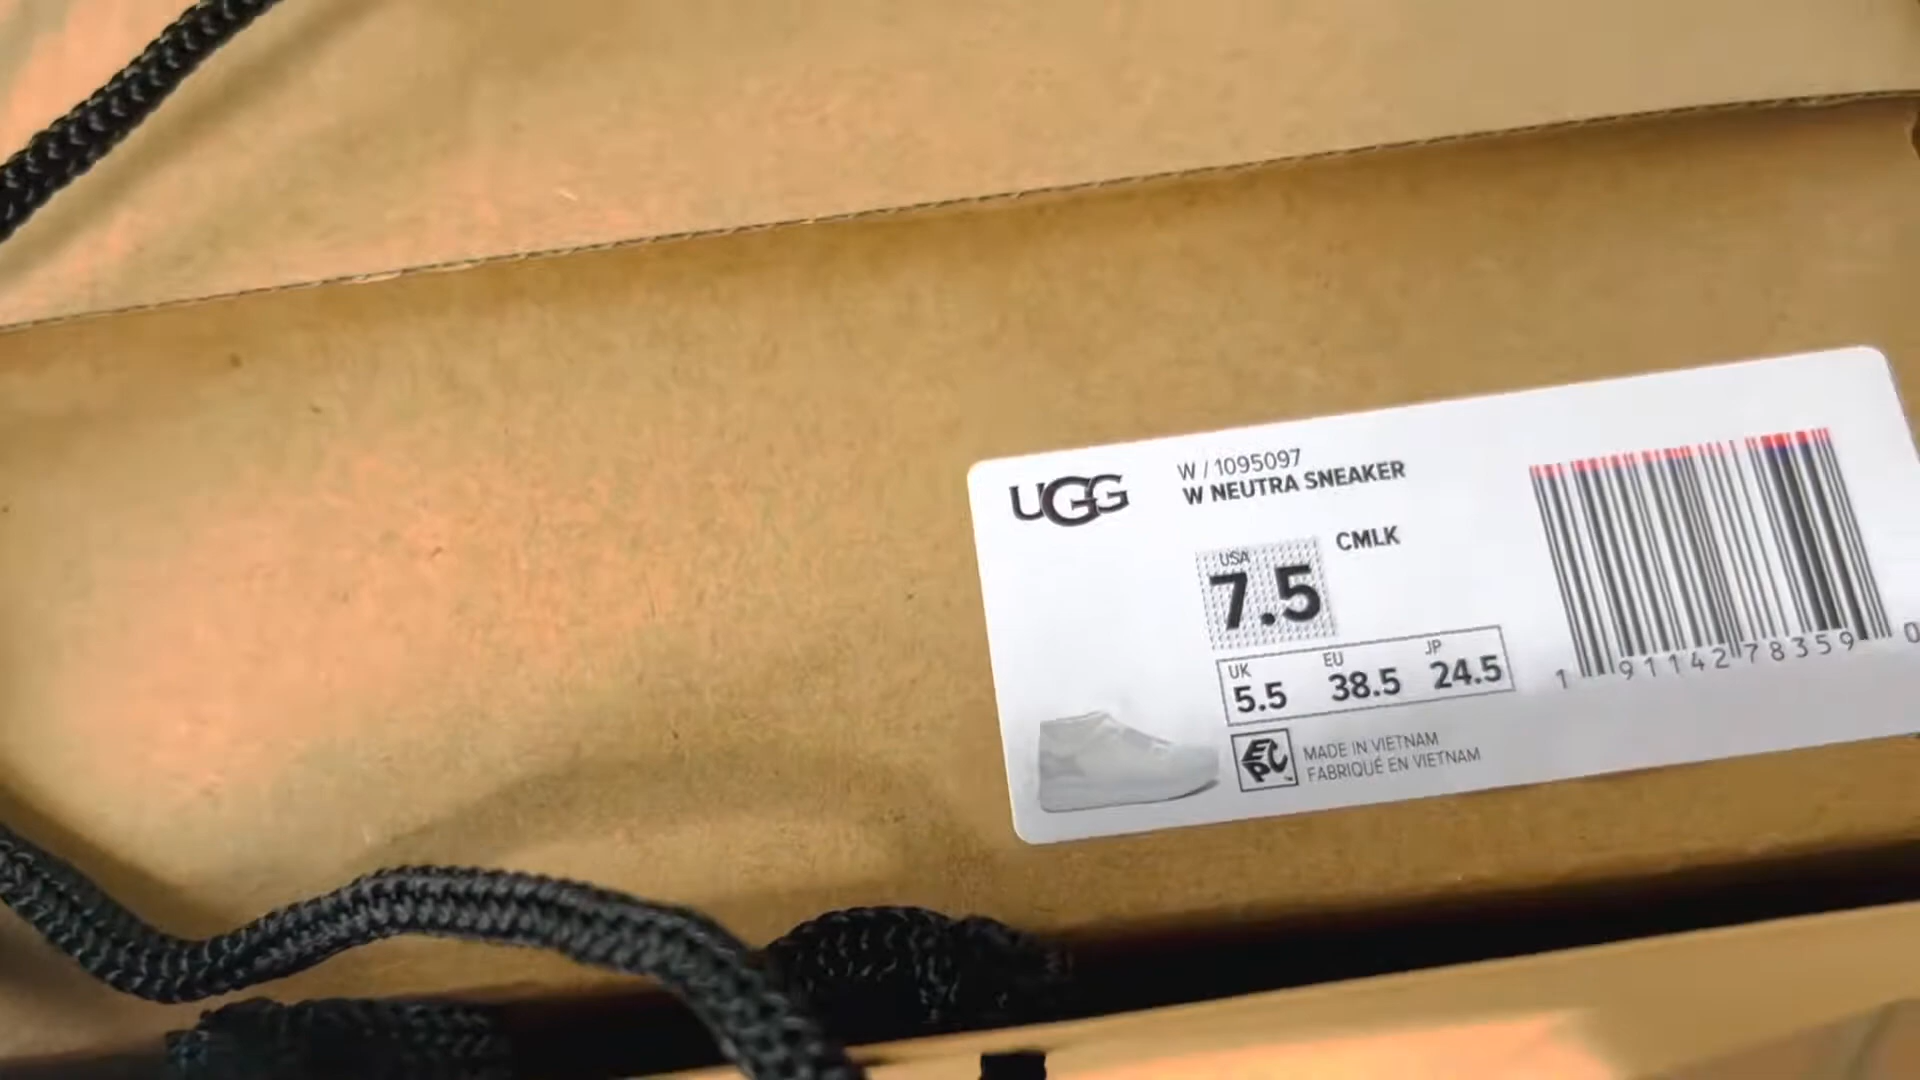 UGG
W / 1095097
W NEUTRA SNEAKER
CMLK
USA
7.5
UK EU JP
5.5 38.5 24.5
EPC
MADE IN VIETNAM
FABRIQUÉ EN VIETNAM
1 91142 78359 0